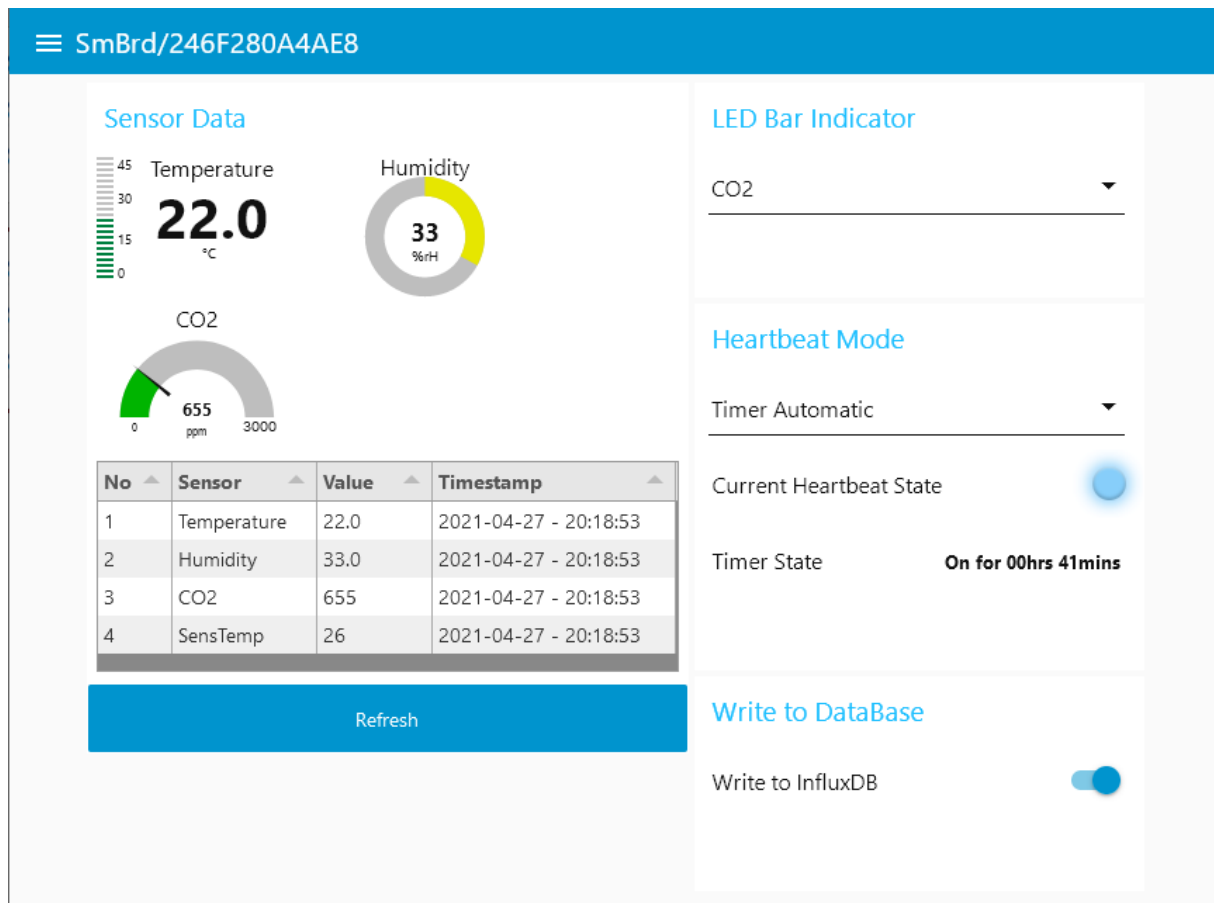 SmBrd/246F280A4AE8
Sensor Data
45
30
15
0
Temperature
22.0
°C
Humidity
33
%rH
CO2
655
ppm
0
3000
No Sensor Value Timestamp
1 Temperature 22.0 2021-04-27 - 20:18:53
2 Humidity 33.0 2021-04-27 - 20:18:53
3 CO2 655 2021-04-27 - 20:18:53
4 SensTemp 26 2021-04-27 - 20:18:53
Refresh
LED Bar Indicator
CO2
Heartbeat Mode
Timer Automatic
Current Heartbeat State
Timer State On for 00hrs 41mins
Write to DataBase
Write to InfluxDB